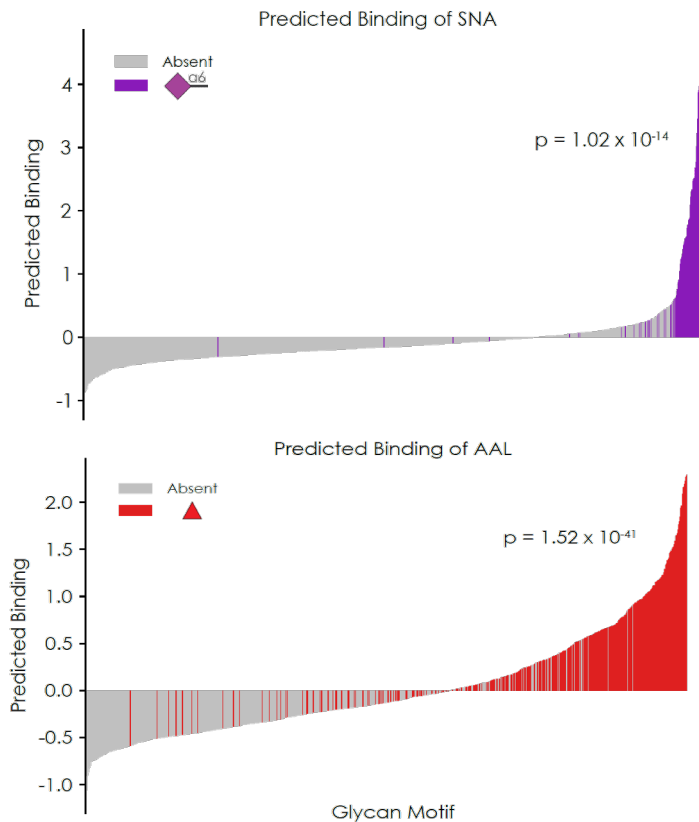 Predicted Binding of SNA
Absent
α6
p = 1.02 x 10⁻¹⁴
Predicted Binding
4
3
2
1
0
-1
Predicted Binding of AAL
Absent
p = 1.52 x 10⁻⁴¹
Predicted Binding
2.0
1.5
1.0
0.5
0.0
-0.5
-1.0
Glycan Motif